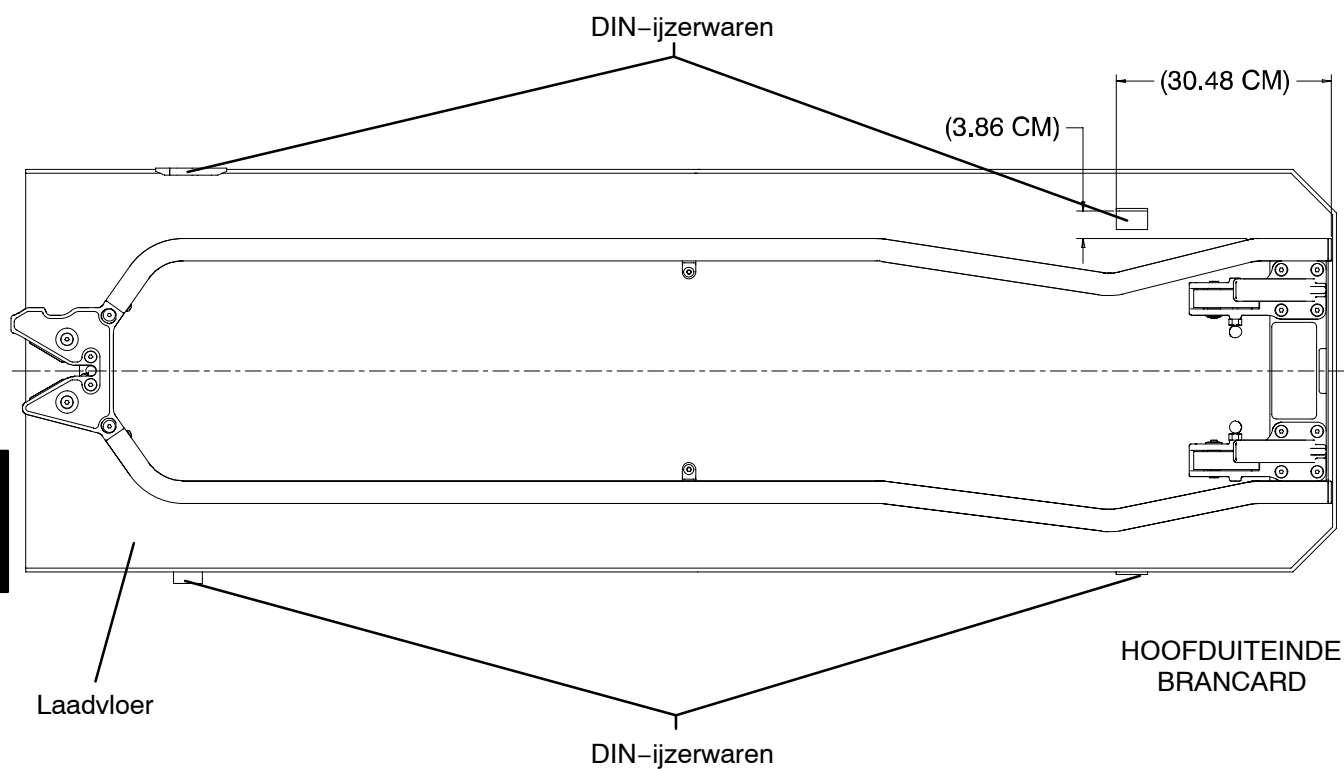 DIN-ijzerwaren
(30.48 CM)
(3.86 CM)
HOOFDUITEINDE
BRANCARD
Laadvloer
DIN-ijzerwaren